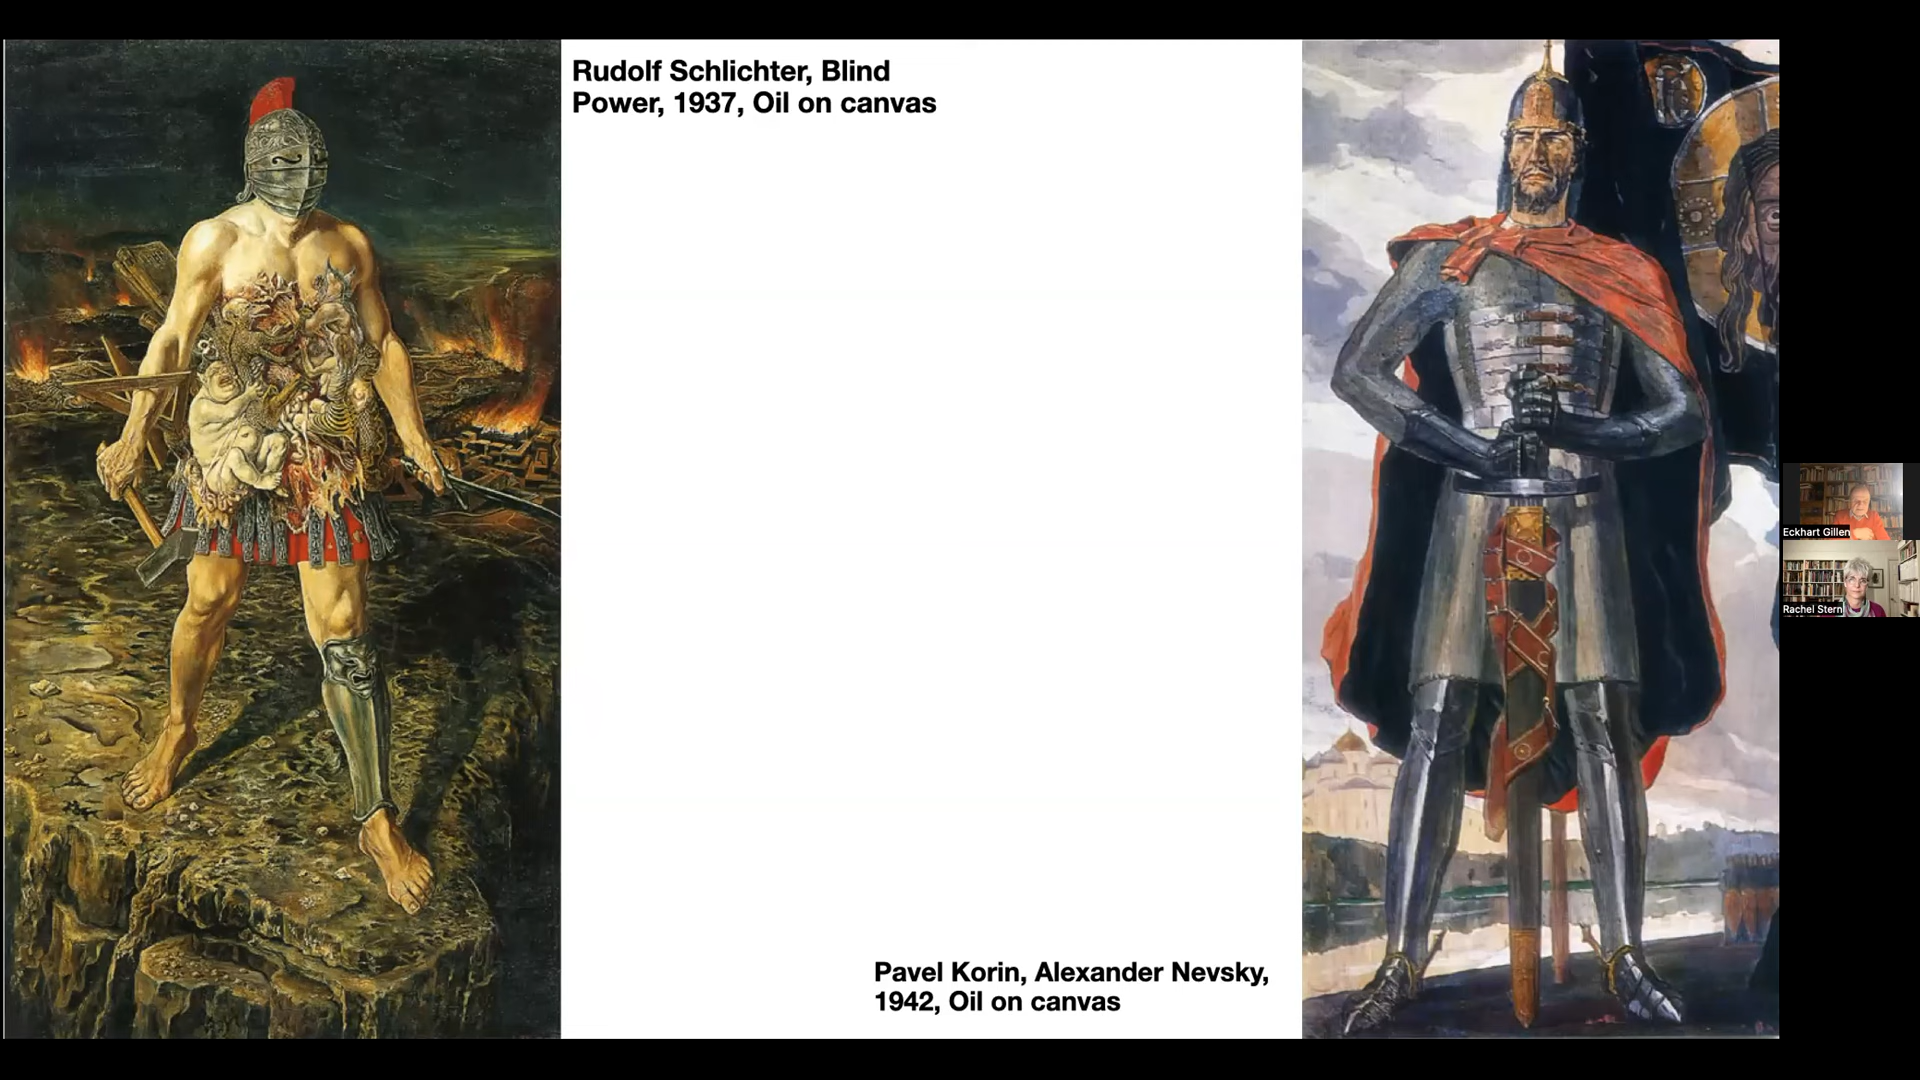 Rudolf Schlichter, Blind
Power, 1937, Oil on canvas
Eckhart Gillen
Rachel Stern
Pavel Korin, Alexander Nevsky,
1942, Oil on canvas